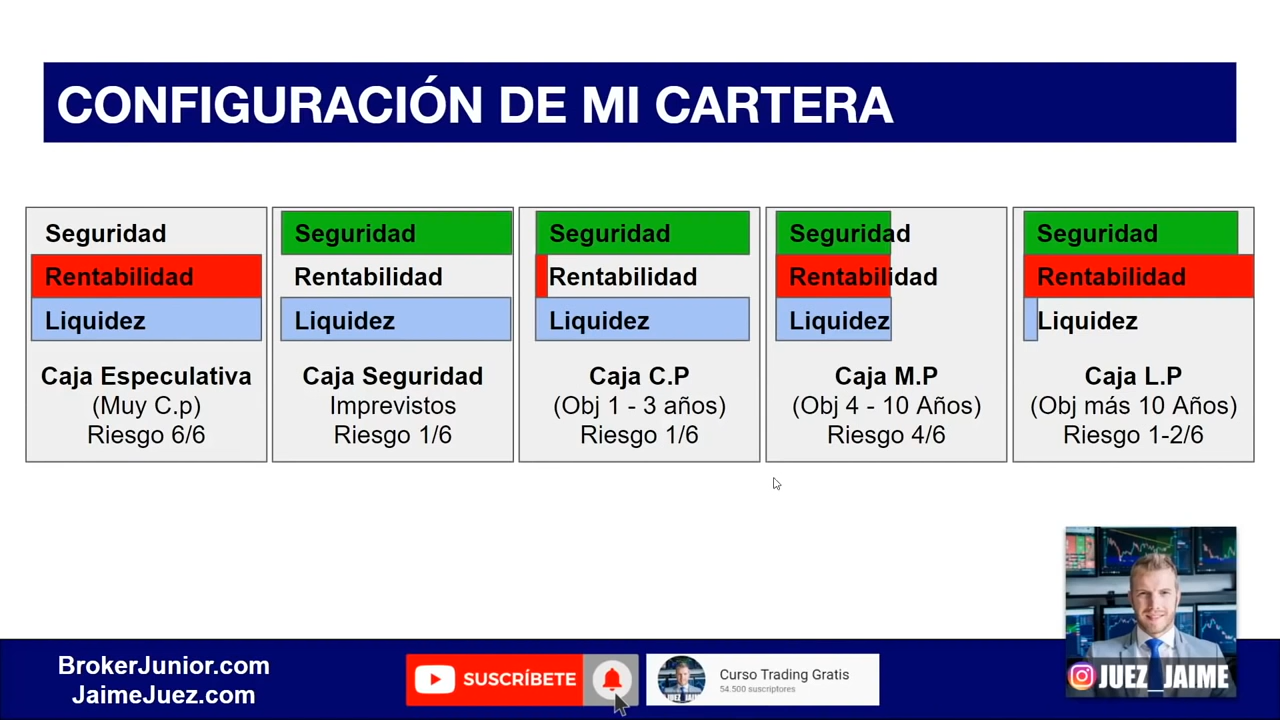 CONFIGURACIÓN DE MI CARTERA
Seguridad
Rentabilidad
Liquidez
Caja Especulativa
(Muy C.p)
Riesgo 6/6
Seguridad
Rentabilidad
Liquidez
Caja Seguridad
Imprevistos
Riesgo 1/6
Seguridad
Rentabilidad
Liquidez
Caja C.P
(Obj 1 - 3 años)
Riesgo 1/6
Seguridad
Rentabilidad
Liquidez
Caja M.P
(Obj 4 - 10 Años)
Riesgo 4/6
Seguridad
Rentabilidad
Liquidez
Caja L.P
(Obj más 10 Años)
Riesgo 1-2/6
JUEZ_JAIME
BrokerJunior.com
JaimeJuez.com
SUSCRÍBETE
Curso Trading Gratis
54.500 suscriptores